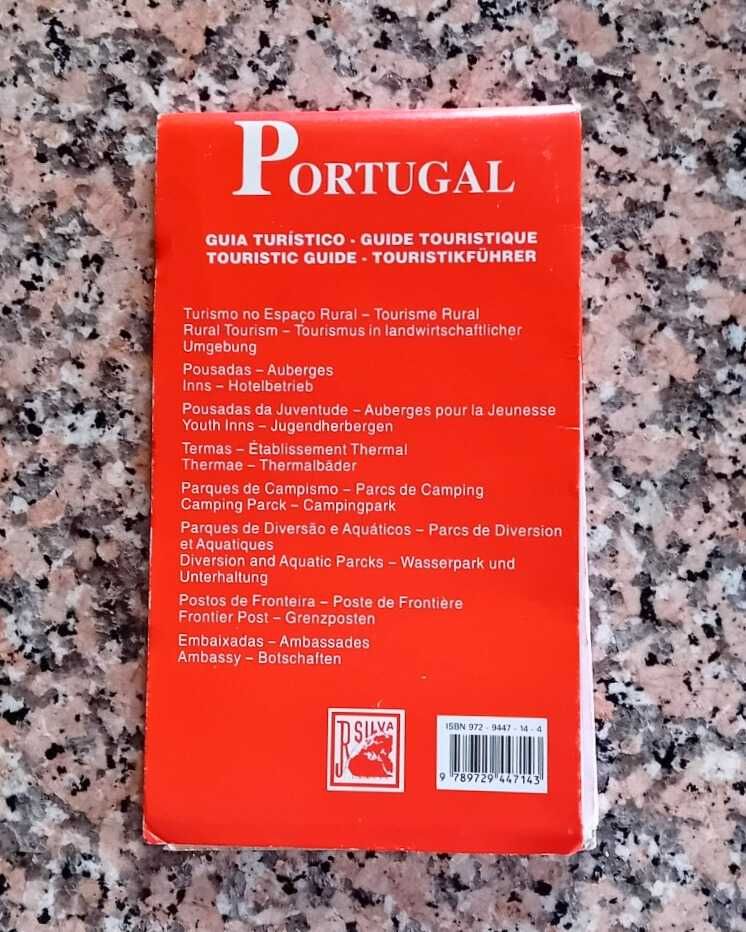 PORTUGAL
GUIA TURÍSTICO - GUIDE TOURISTIQUE
TOURISTIC GUIDE - TOURISTIKFÜHRER
Turismo no Espaço Rural – Tourisme Rural
Rural Tourism – Tourismus in landwirtschaftlicher
Umgebung
Pousadas – Auberges
Inns – Hotelbetrieb
Pousadas da Juventude – Auberges pour la Jeunesse
Youth Inns – Jugendherbergen
Termas – Établissement Thermal
Thermae – Thermalbäder
Parques de Campismo – Parcs de Camping
Camping Parck – Campingpark
Parques de Diversão e Aquáticos – Parcs de Diversion
et Aquatiques
Diversion and Aquatic Parcks – Wasserpark und
Unterhaltung
Postos de Fronteira – Poste de Frontière
Frontier Post – Grenzposten
Embaixadas – Ambassades
Ambassy – Botschaften
JR SILVA
ISBN 972 - 9447 - 14 - 4
9 789729 447143